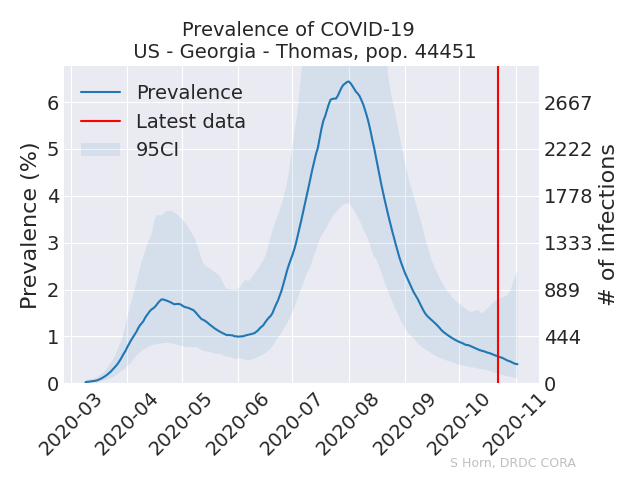 Prevalence of COVID-19
US - Georgia - Thomas, pop. 44451
Prevalence
Latest data
95CI
Prevalence (%)
6
5
4
3
2
1
0
2667
2222
1778
1333
889
444
0
# of infections
2020-03
2020-04
2020-05
2020-06
2020-07
2020-08
2020-09
2020-10
2020-11
S Horn, DRDC CORA